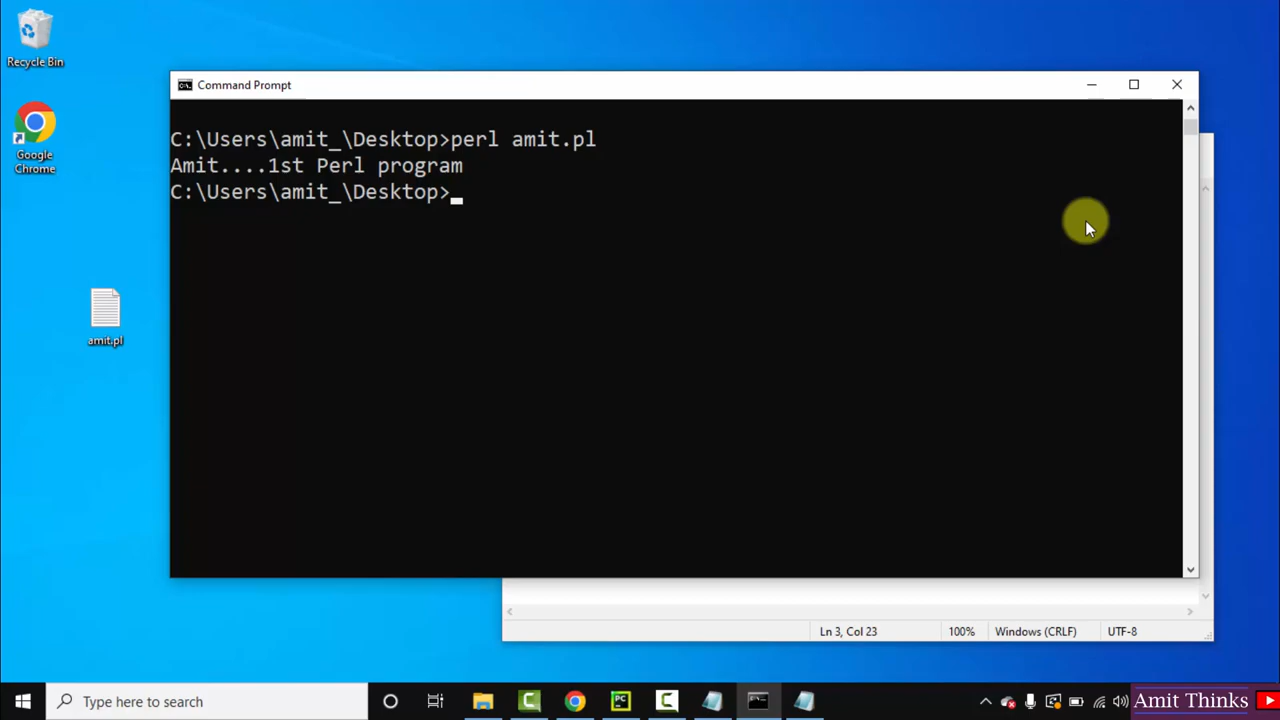 Recycle Bin
Google
Chrome
amit.pl
Command Prompt
C:\Users\amit_\Desktop>perl amit.pl
Amit....1st Perl program
C:\Users\amit_\Desktop>
Ln 3, Col 23
100%
Windows (CRLF)
UTF-8
Type here to search
Amit Thinks